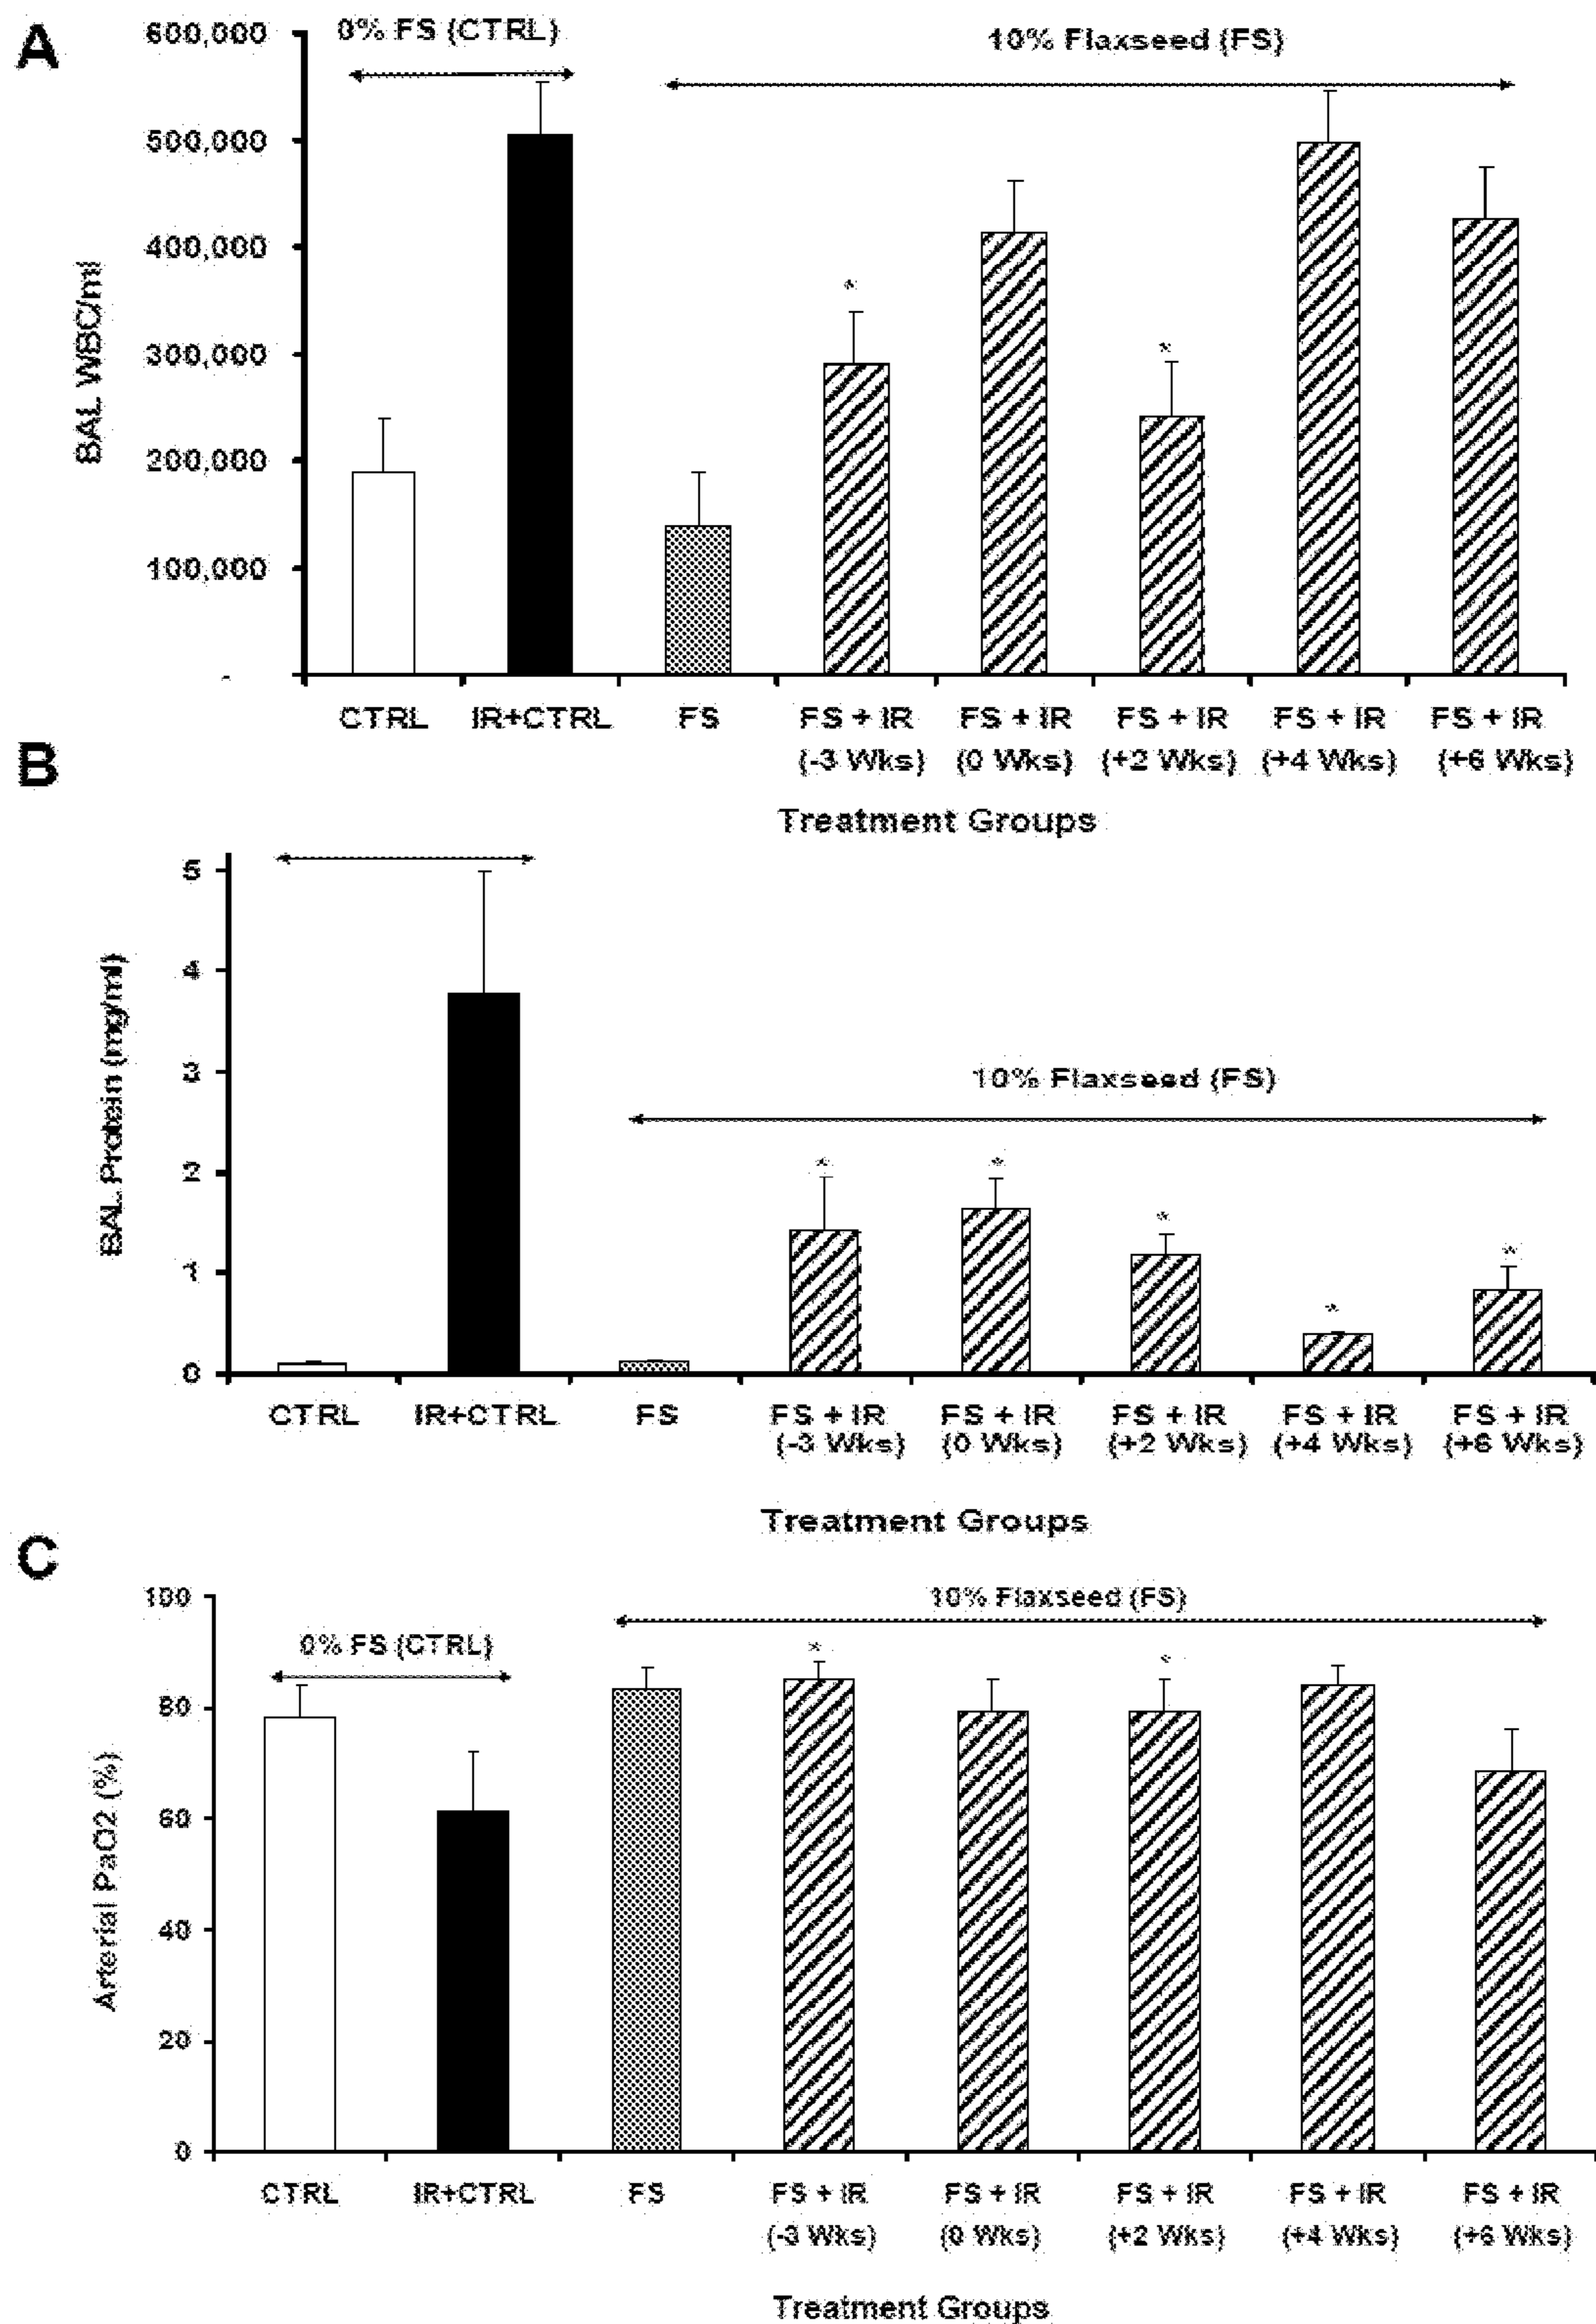 A
0% FS (CTRL)
10% Flaxseed (FS)
600,000
500,000
400,000
300,000
200,000
100,000
-
BAL WBC/ml
*
*
CTRL IR+CTRL FS FS + IR FS + IR FS + IR FS + IR FS + IR
(-3 Wks) (0 Wks) (+2 Wks) (+4 Wks) (+6 Wks)
Treatment Groups
B
10% Flaxseed (FS)
5
4
3
2
1
0
BAL Protein (mg/ml)
* * * * *
CTRL IR+CTRL FS FS + IR FS + IR FS + IR FS + IR FS + IR
(-3 Wks) (0 Wks) (+2 Wks) (+4 Wks) (+6 Wks)
Treatment Groups
C
0% FS (CTRL)
10% Flaxseed (FS)
100
80
60
40
20
0
Arterial PaO2 (%)
* *
CTRL IR+CTRL FS FS + IR FS + IR FS + IR FS + IR FS + IR
(-3 Wks) (0 Wks) (+2 Wks) (+4 Wks) (+6 Wks)
Treatment Groups